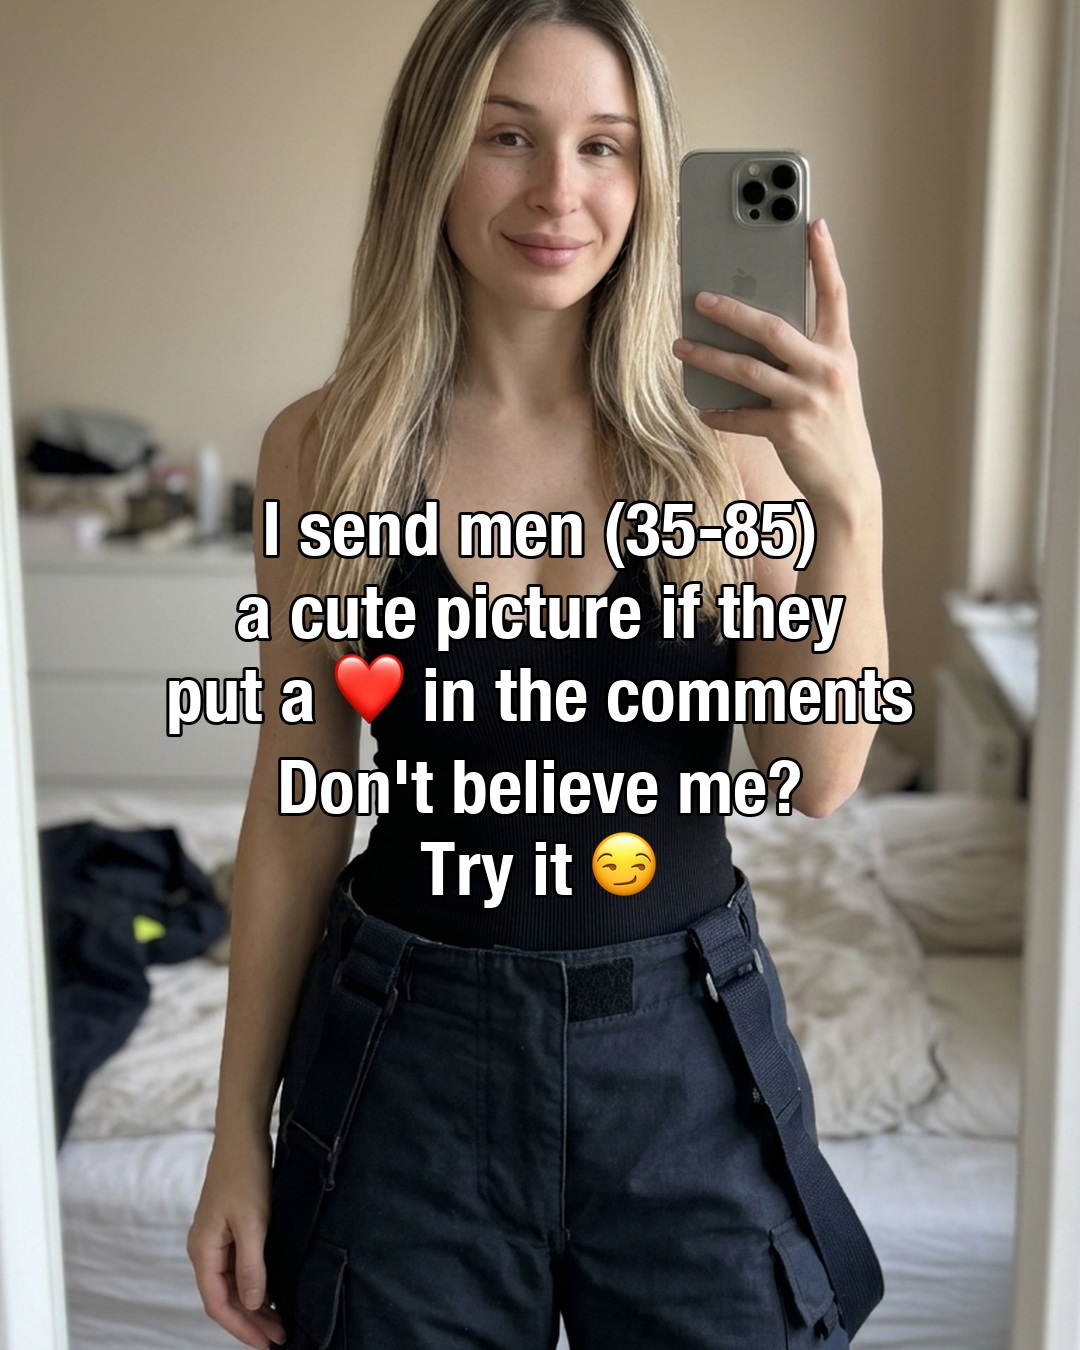 I send men (35-85)
a cute picture if they
put a ❤️ in the comments
Don't believe me?
Try it 😏